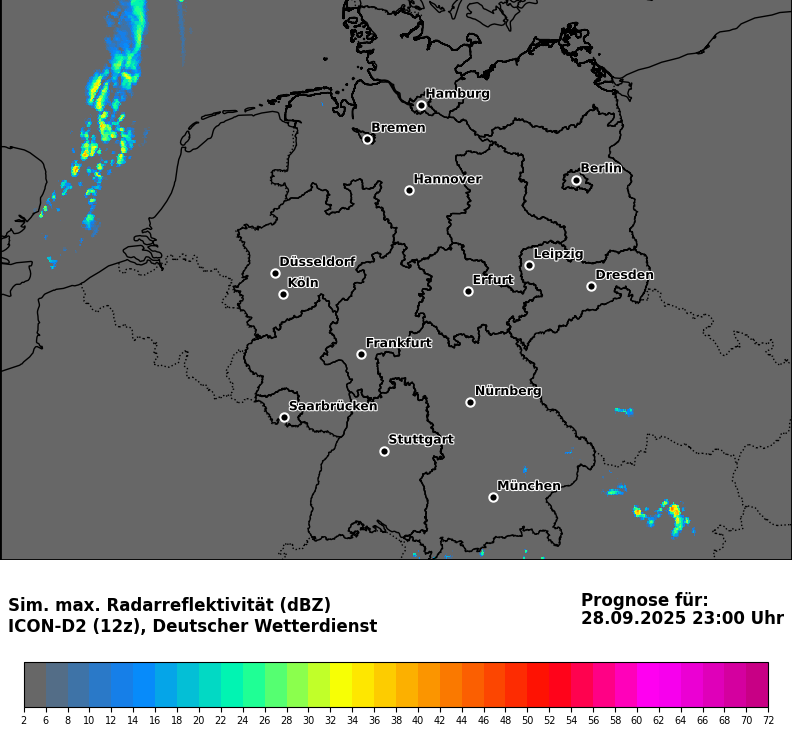 Hamburg
Bremen
Berlin
Hannover
Leipzig
Düsseldorf
Dresden
Köln
Erfurt
Frankfurt
Nürnberg
Saarbrücken
Stuttgart
München
Sim. max. Radarreflektivität (dBZ)
ICON-D2 (12z), Deutscher Wetterdienst
Prognose für:
28.09.2025 23:00 Uhr
2 6 8 10 12 14 16 18 20 22 24 26 28 30 32 34 36 38 40 42 44 46 48 50 52 54 56 58 60 62 64 66 68 70 72